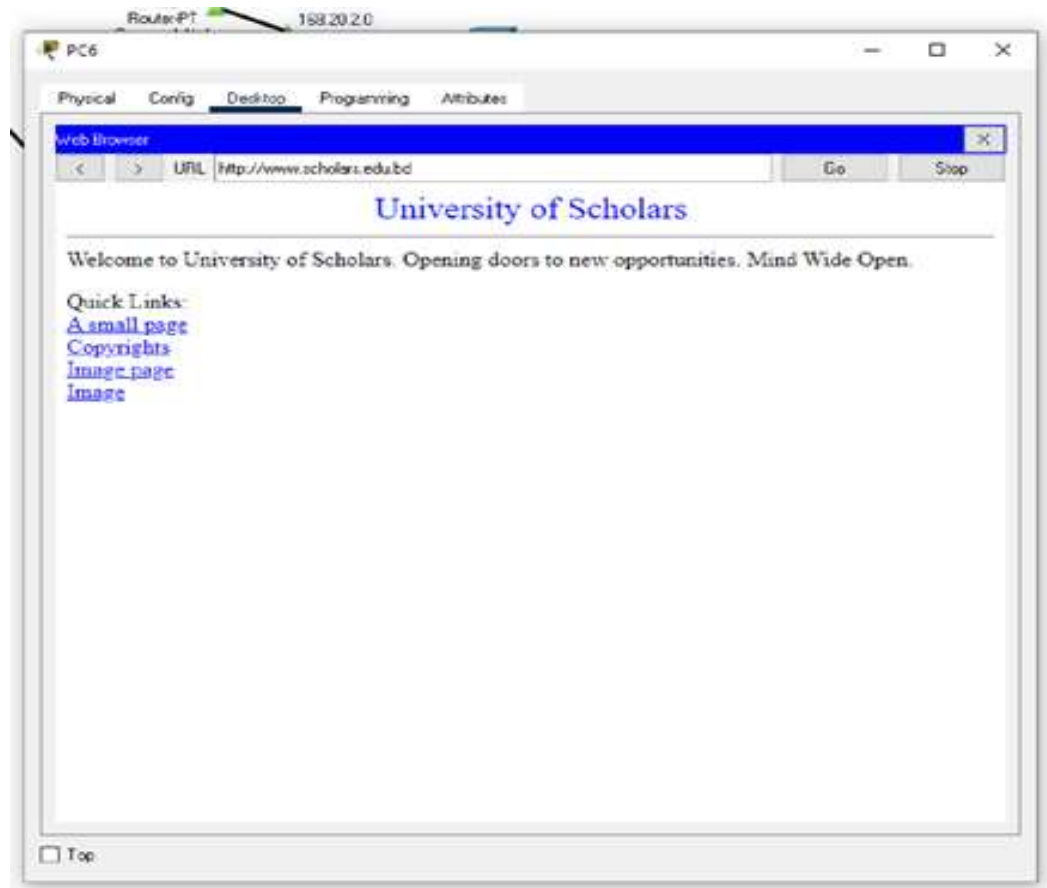 Router-PT
168.20.2.0
PC6
Physical Config Desktop Programming Attributes
Web Browser
< > URL http://www.scholars.edu.bd Go Stop
University of Scholars
Welcome to University of Scholars. Opening doors to new opportunities. Mind Wide Open.
Quick Links:
A small page
Copyrights
Image page
Image
Top